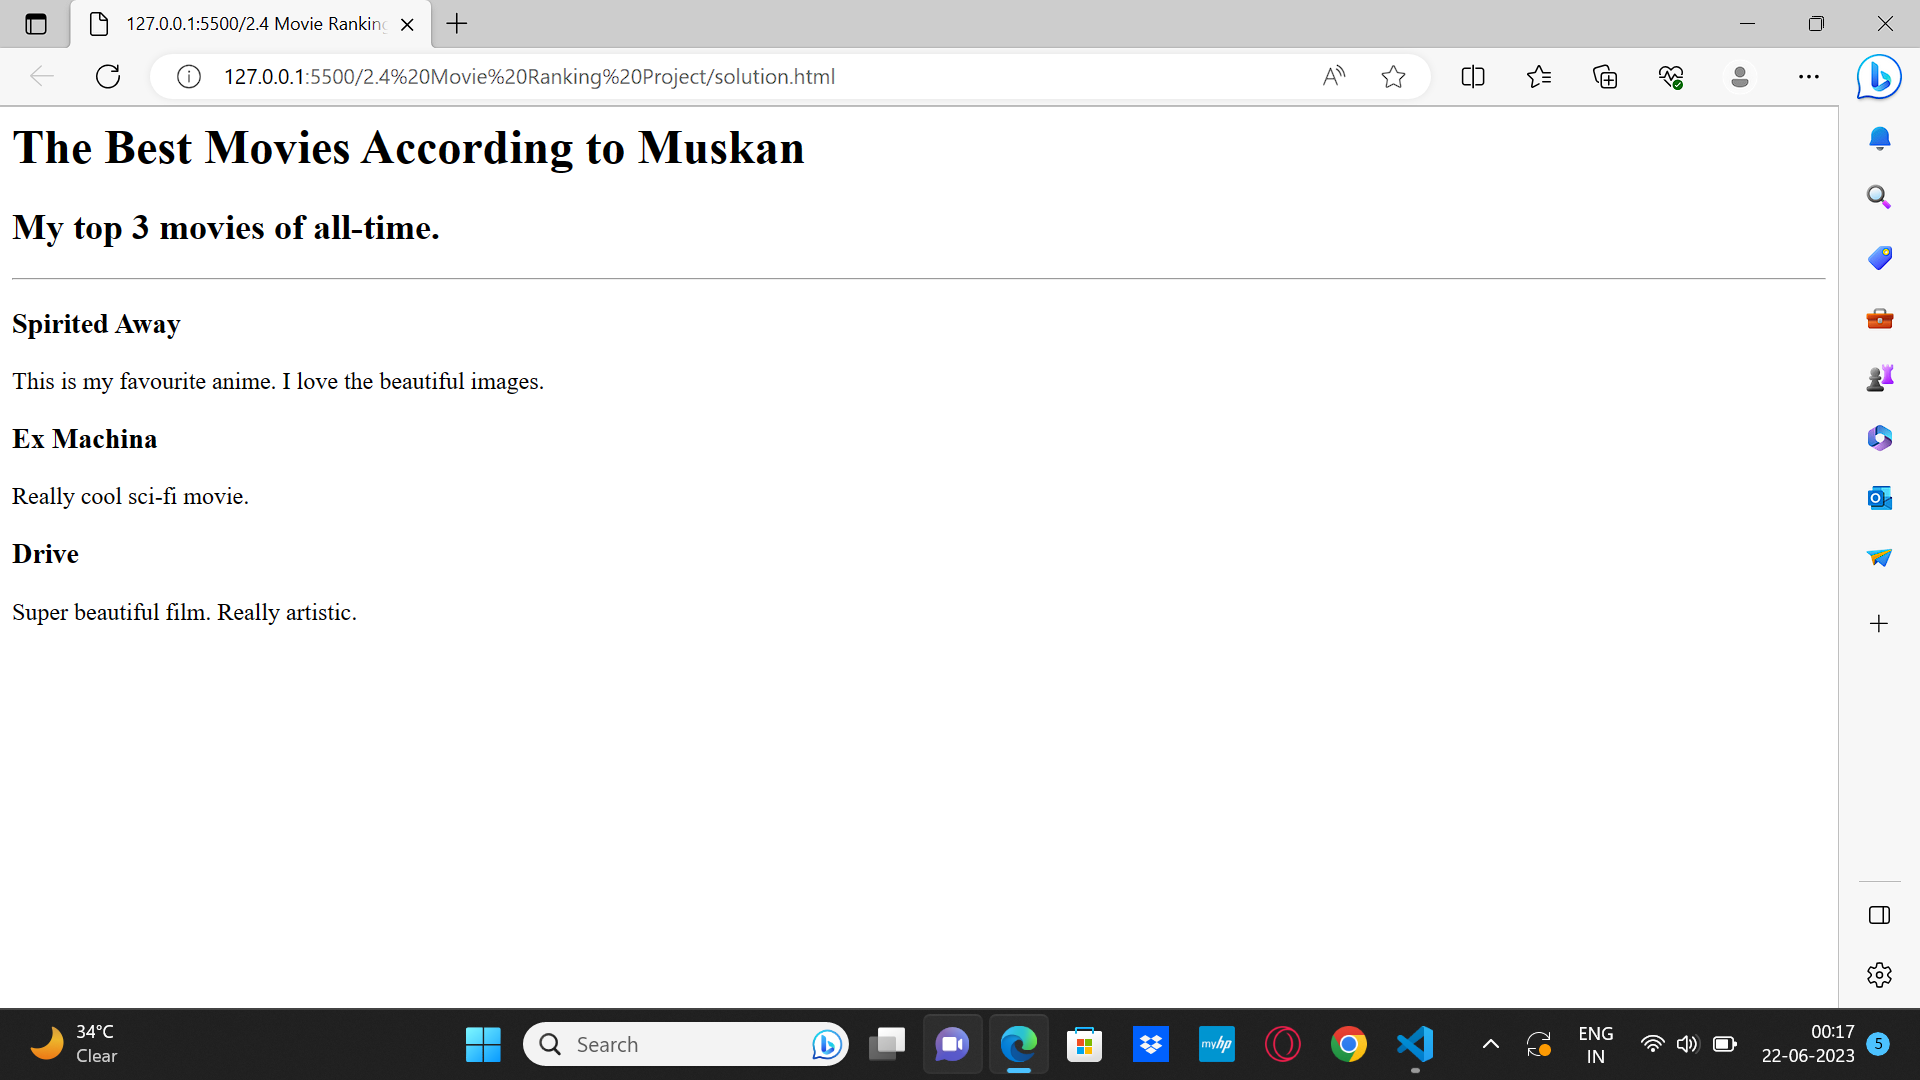 127.0.0.1:5500/2.4 Movie Ranking
127.0.0.1:5500/2.4%20Movie%20Ranking%20Project/solution.html
The Best Movies According to Muskan
My top 3 movies of all-time.
Spirited Away
This is my favourite anime. I love the beautiful images.
Ex Machina
Really cool sci-fi movie.
Drive
Super beautiful film. Really artistic.
34°C
Clear
Search
myhp
ENG
IN
00:17
22-06-2023
5